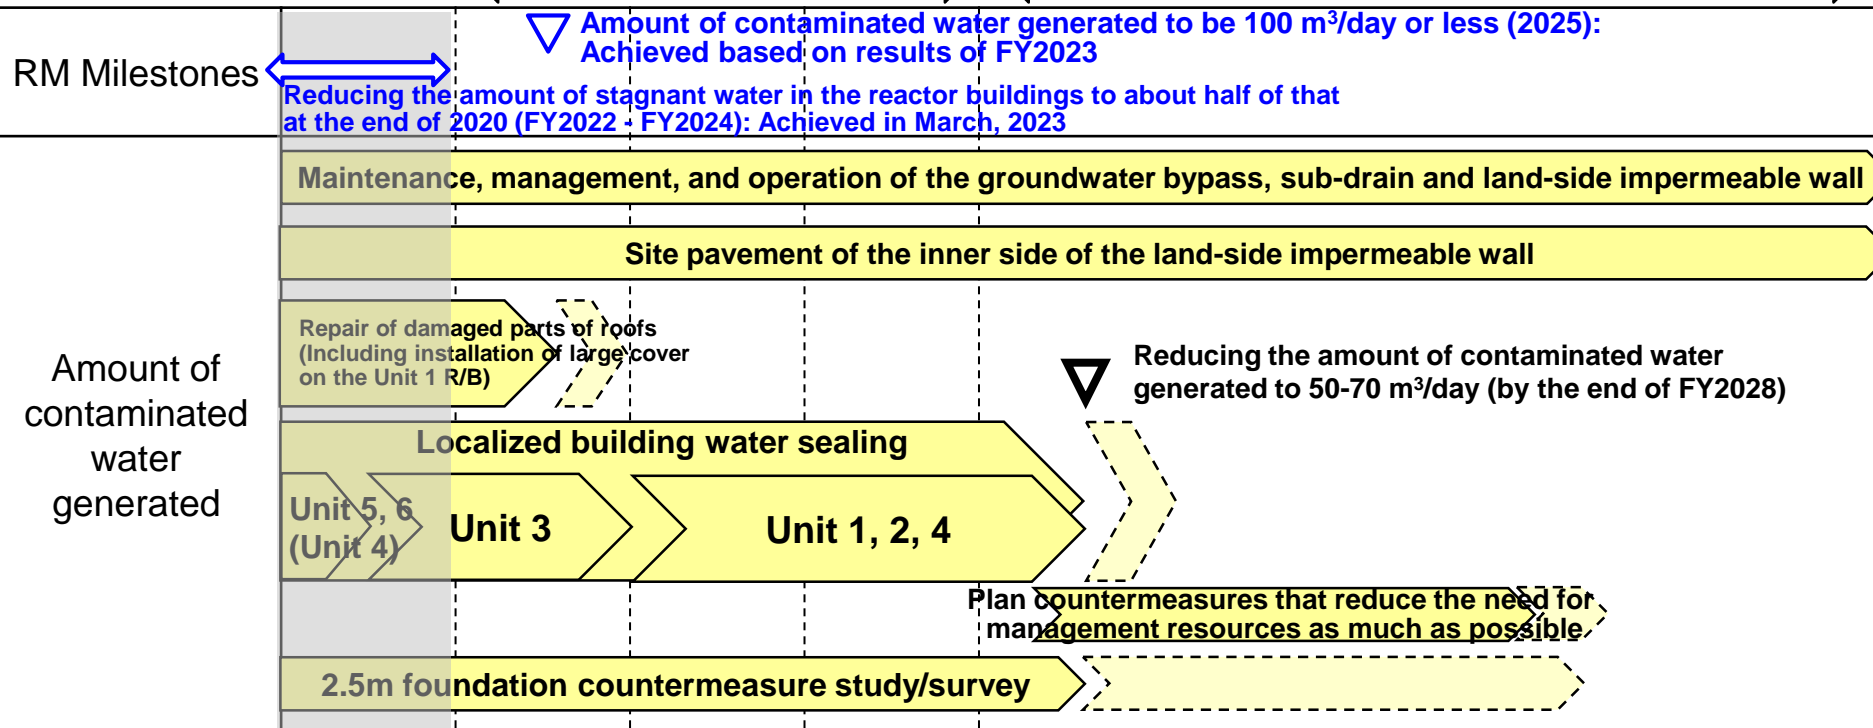 RM Milestones
Amount of contaminated water generated to be 100 m³/day or less (2025):
Achieved based on results of FY2023
Reducing the amount of stagnant water in the reactor buildings to about half of that
at the end of 2020 (FY2022 - FY2024): Achieved in March, 2023
Amount of
contaminated
water
generated
Maintenance, management, and operation of the groundwater bypass, sub-drain and land-side impermeable wall
Site pavement of the inner side of the land-side impermeable wall
Repair of damaged parts of roofs
(Including installation of large cover
on the Unit 1 R/B)
Reducing the amount of contaminated water
generated to 50-70 m³/day (by the end of FY2028)
Localized building water sealing
Unit 5, 6
(Unit 4)
Unit 3
Unit 1, 2, 4
Plan countermeasures that reduce the need for
management resources as much as possible
2.5m foundation countermeasure study/survey